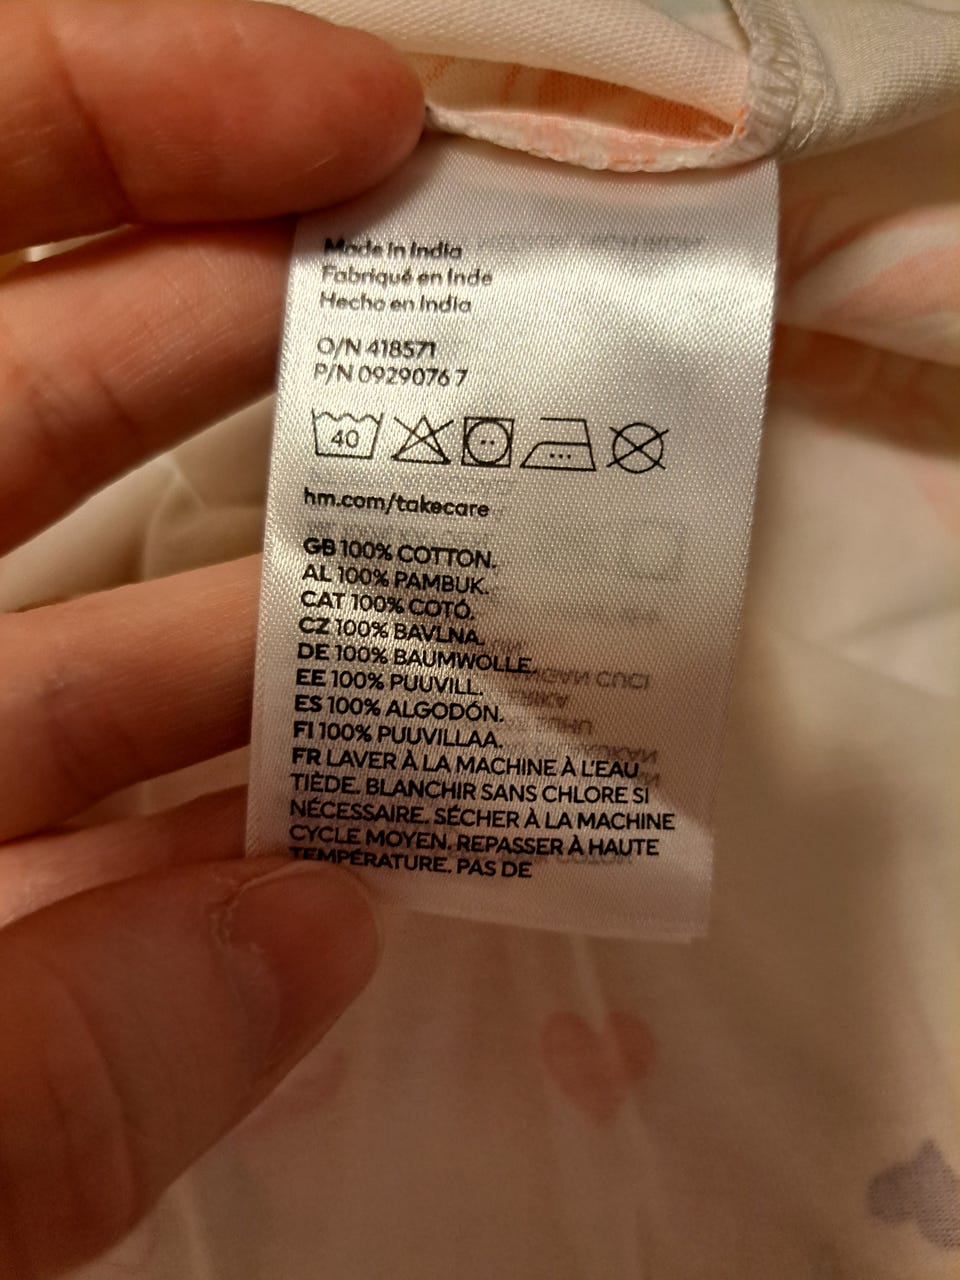 Made in India
Fabriqué en Inde
Hecho en India
O/N 418571
P/N 0929076 7
40
hm.com/takecare
GB 100% COTTON.
AL 100% PAMBUK.
CAT 100% COTÓ.
CZ 100% BAVLNA.
DE 100% BAUMWOLLE.
EE 100% PUUVILL.
ES 100% ALGODÓN.
FI 100% PUUVILLAA.
FR LAVER À LA MACHINE À L'EAU
TIÈDE. BLANCHIR SANS CHLORE SI
NÉCESSAIRE. SÉCHER À LA MACHINE
CYCLE MOYEN. REPASSER À HAUTE
TEMPÉRATURE. PAS DE